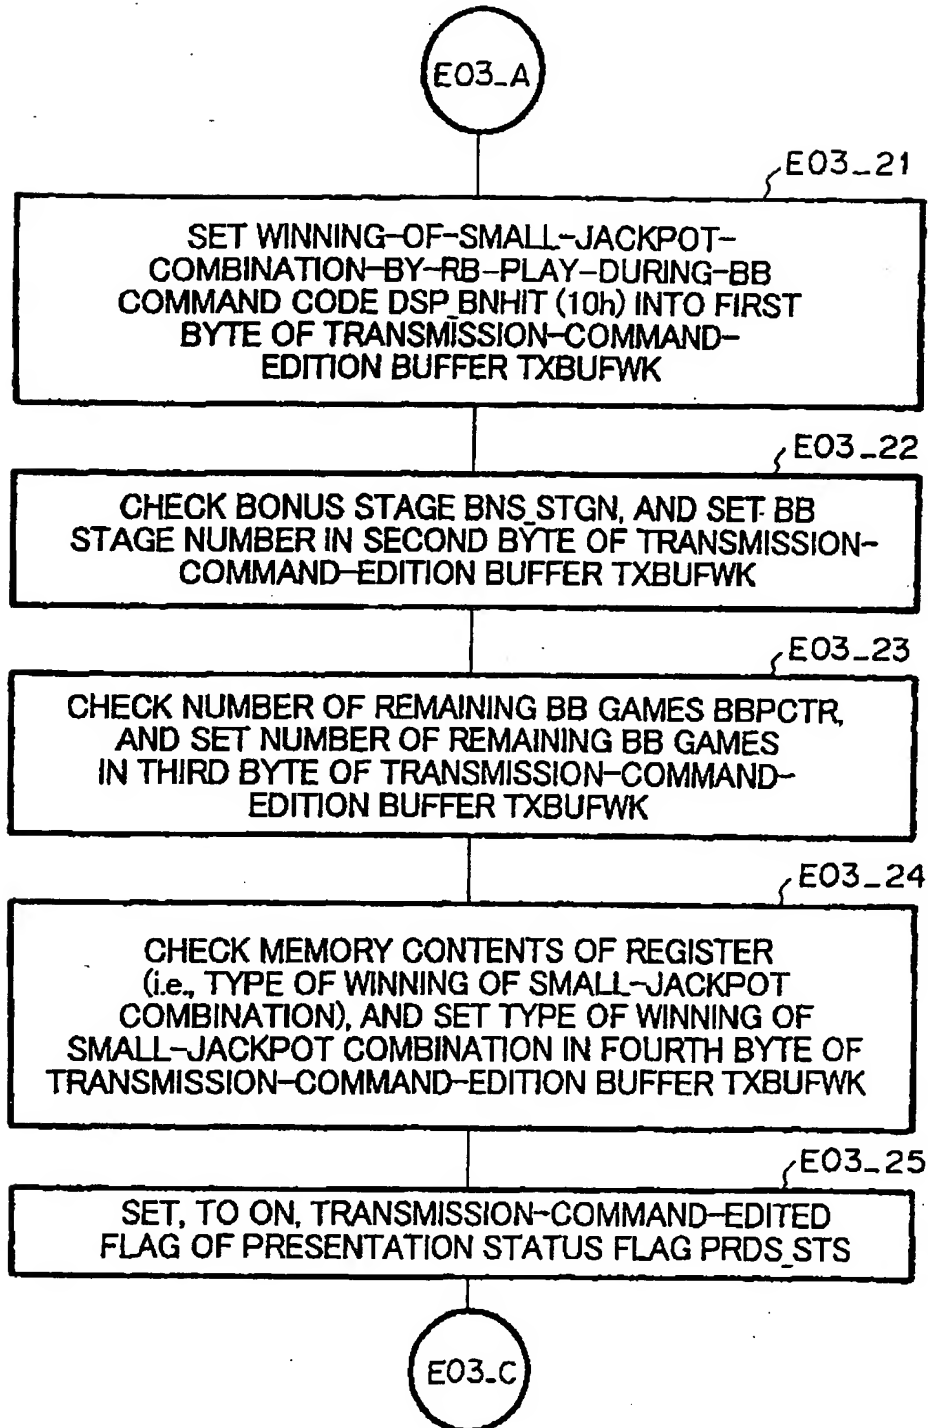 E03_A
E03_21
SET WINNING-OF-SMALL-JACKPOT-
COMBINATION-BY-RB-PLAY-DURING-BB
COMMAND CODE DSP_BNHIT (10h) INTO FIRST
BYTE OF TRANSMISSION-COMMAND-
EDITION BUFFER TXBUFWK
E03_22
CHECK BONUS STAGE BNS_STGN, AND SET BB
STAGE NUMBER IN SECOND BYTE OF TRANSMISSION-
COMMAND-EDITION BUFFER TXBUFWK
E03_23
CHECK NUMBER OF REMAINING BB GAMES BBPCTR,
AND SET NUMBER OF REMAINING BB GAMES
IN THIRD BYTE OF TRANSMISSION-COMMAND-
EDITION BUFFER TXBUFWK
E03_24
CHECK MEMORY CONTENTS OF REGISTER
(i.e., TYPE OF WINNING OF SMALL-JACKPOT
COMBINATION), AND SET TYPE OF WINNING OF
SMALL-JACKPOT COMBINATION IN FOURTH BYTE OF
TRANSMISSION-COMMAND-EDITION BUFFER TXBUFWK
E03_25
SET, TO ON, TRANSMISSION-COMMAND-EDITED
FLAG OF PRESENTATION STATUS FLAG PRDS_STS
E03_C